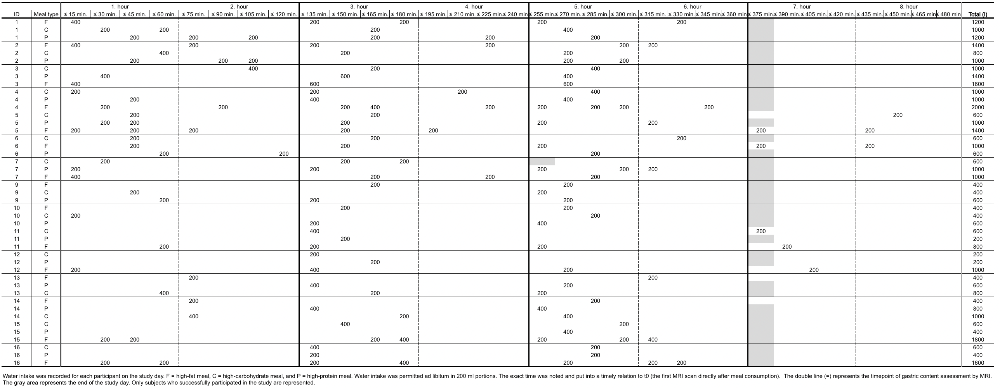 1. hour 2. hour 3. hour 4. hour 5. hour 6. hour 7. hour 8. hour
ID Meal type ≤ 15 min. ≤ 30 min. ≤ 45 min. ≤ 60 min. ≤ 75 min. ≤ 90 min. ≤ 105 min. ≤ 120 min. ≤ 135 min. ≤ 150 min. ≤ 165 min. ≤ 180 min. ≤ 195 min. ≤ 210 min. ≤ 225 min. ≤ 240 min. ≤ 255 min. ≤ 270 min. ≤ 285 min. ≤ 300 min. ≤ 315 min. ≤ 330 min. ≤ 345 min. ≤ 360 min. ≤ 375 min. ≤ 390 min. ≤ 405 min. ≤ 420 min. ≤ 435 min. ≤ 450 min. ≤ 465 min. ≤ 480 min. Total (l)
1 F 400 200 200 200 200 1200
1 C 200 200 200 400 1000
1 P 200 200 200 200 200 200 1200
2 F 400 200 200 200 200 200 1400
2 C 400 200 200 800
2 P 200 200 200 200 200 1000
3 C 400 200 400 1000
3 P 400 600 400 1400
3 F 400 600 600 1600
4 C 200 200 200 400 1000
4 P 200 400 400 1000
4 F 200 200 200 400 200 200 200 200 200 2000
5 C 200 200 200 600
5 P 200 200 200 200 200 1000
5 F 200 200 200 200 200 200 200 1400
6 C 200 200 200 600
6 F 200 200 200 200 200 1000
6 P 200 200 200 600
7 C 200 200 200 600
7 P 200 200 200 200 200 1000
7 F 400 200 200 200 1000
9 F 200 200 400
9 C 200 200 400
9 P 200 200 200 600
10 F 200 200 400
10 C 200 200 400
10 P 200 400 600
11 C 400 200 600
11 P 200 200
11 F 200 200 200 200 800
12 C 200 200
12 P 200 200
12 F 200 400 200 200 1000
13 F 200 200 400
13 P 400 200 600
13 C 400 200 200 800
14 F 200 200 400
14 P 400 400 800
14 C 400 200 400 1000
15 C 400 200 600
15 P 400 400
15 F 200 200 200 400 200 200 400 1800
16 C 400 200 600
16 P 200 200 400
16 F 200 200 200 400 200 200 200 1600
Water intake was recorded for each participant on the study day. F = high-fat meal, C = high-carbohydrate meal, and P = high-protein meal. Water intake was permitted ad libitum in 200 ml portions. The exact time was noted and put into a timely relation to t0 (the first MRI scan directly after meal consumption). The double line (=) represents the timepoint of gastric content assessment by MRI.
The gray area represents the end of the study day. Only subjects who successfully participated in the study are represented.